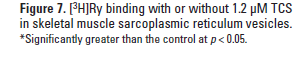 Figure 7. [³H]Ry binding with or without 1.2 µM TCS
in skeletal muscle sarcoplasmic reticulum vesicles.
*Significantly greater than the control at p < 0.05.